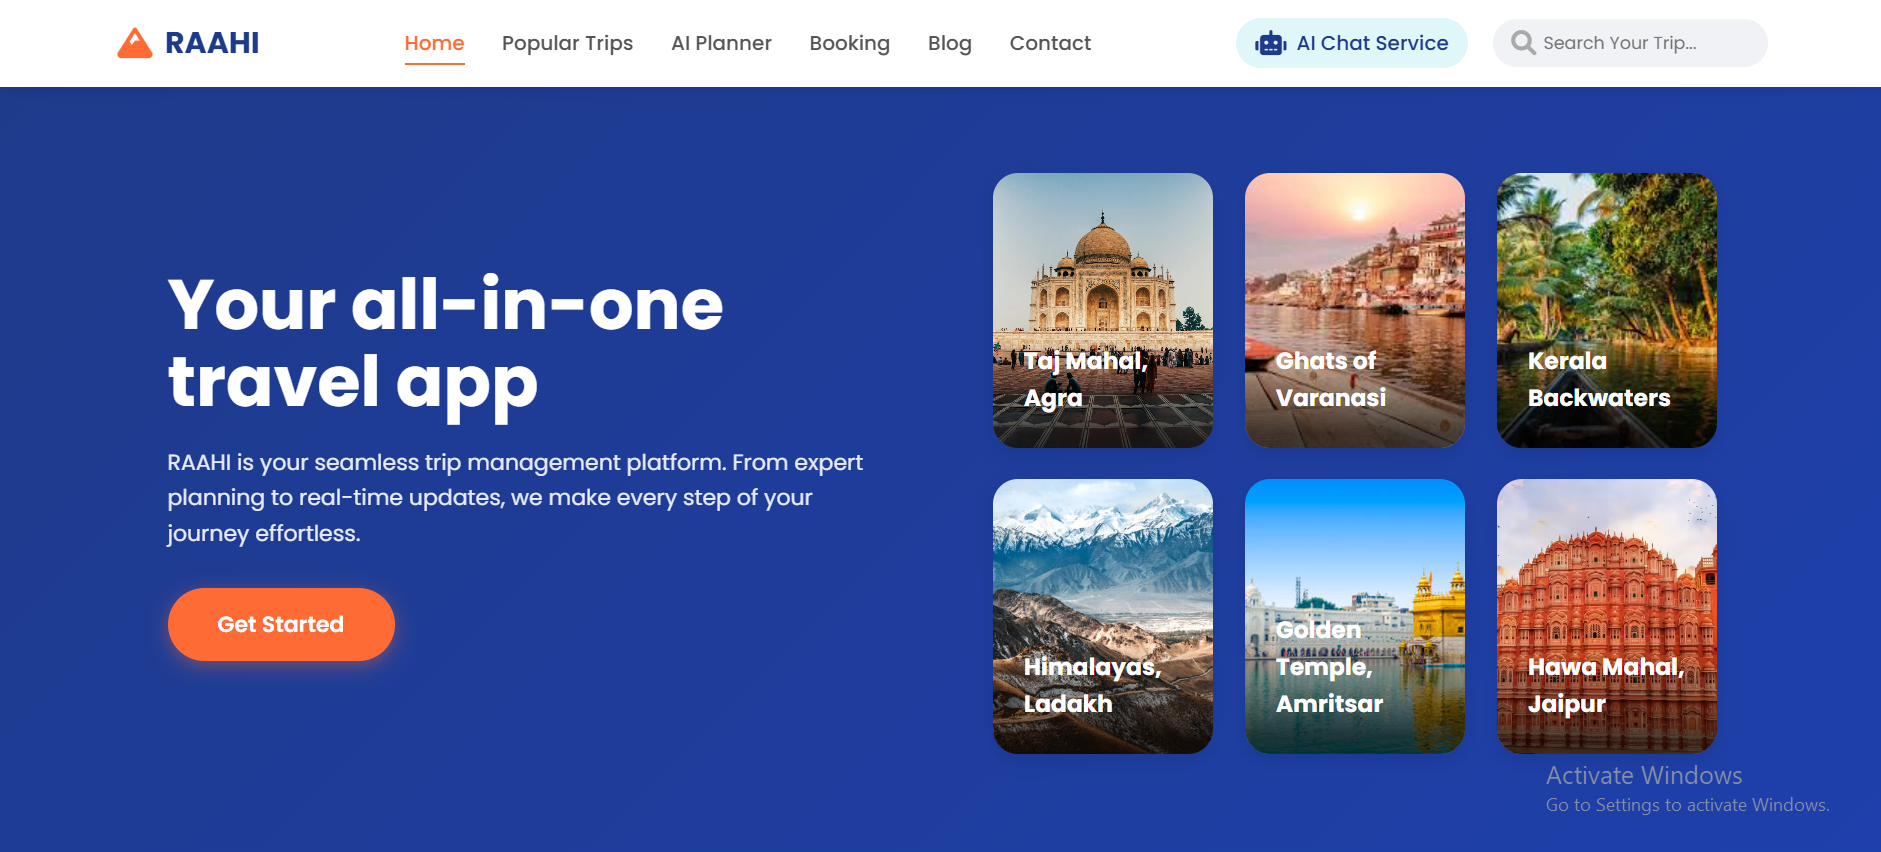 RAAHI
Home
Popular Trips
AI Planner
Booking
Blog
Contact
AI Chat Service
Search Your Trip...
Your all-in-one
travel app
RAAHI is your seamless trip management platform. From expert
planning to real-time updates, we make every step of your
journey effortless.
Get Started
Taj Mahal,
Agra
Ghats of
Varanasi
Kerala
Backwaters
Himalayas,
Ladakh
Golden
Temple,
Amritsar
Hawa Mahal,
Jaipur
Activate Windows
Go to Settings to activate Windows.